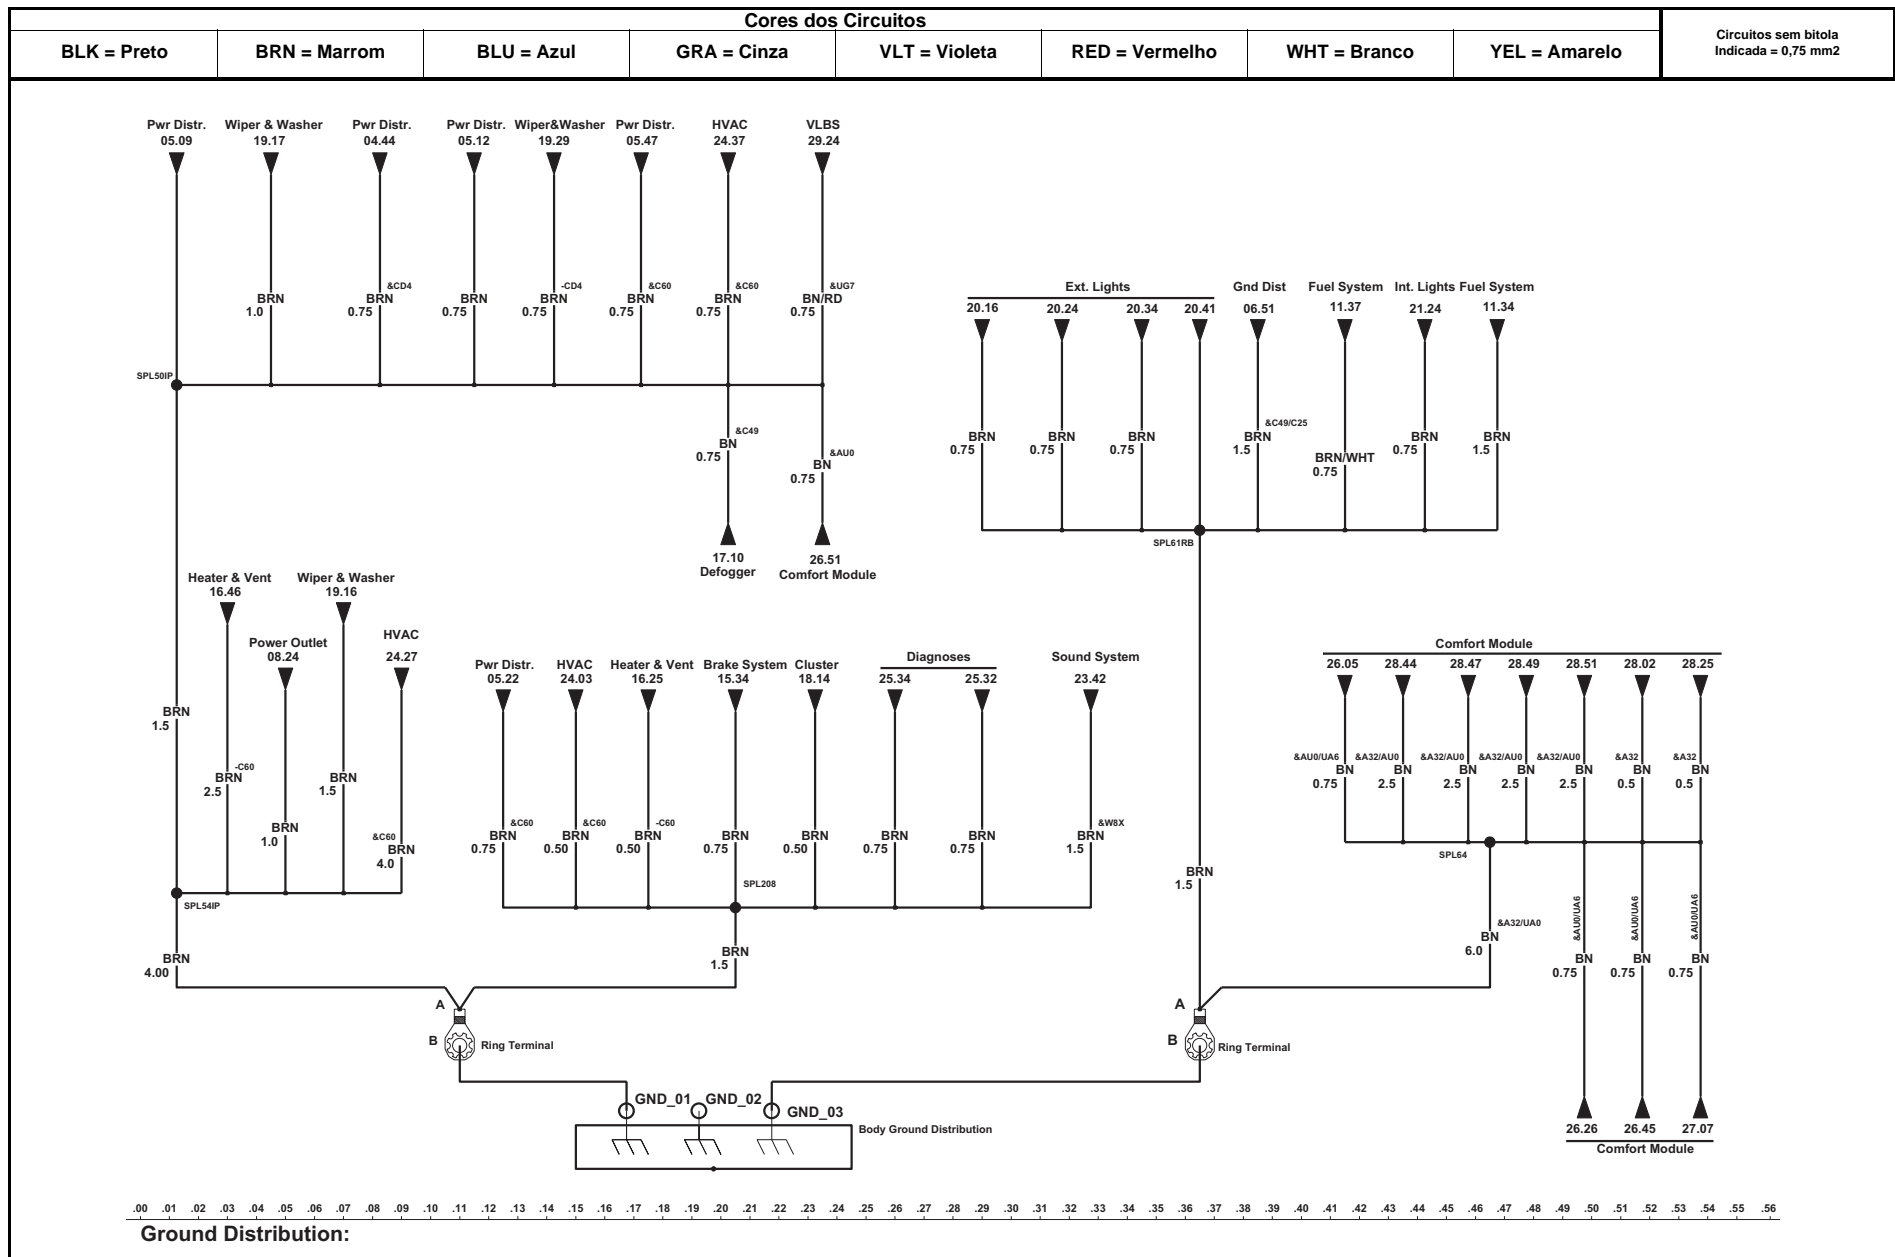 Cores dos Circuitos
BLK = Preto
BRN = Marrom
BLU = Azul
GRA = Cinza
VLT = Violeta
RED = Vermelho
WHT = Branco
YEL = Amarelo
Circuitos sem bitola
Indicada = 0,75 mm2
Pwr Distr. Wiper & Washer Pwr Distr. Pwr Distr. Wiper&Washer Pwr Distr. HVAC VLBS
05.09 19.17 04.44 05.12 19.29 05.47 24.37 29.24
&CD4 -CD4 &C60 &C60 &UG7
BRN BRN BRN BRN BRN BRN BN/RD
1.0 0.75 0.75 0.75 0.75 0.75 0.75
SPL50IP
&C49
BN
0.75
&AU0
BN
0.75
17.10
Defogger
26.51
Comfort Module
Ext. Lights Gnd Dist Fuel System Int. Lights Fuel System
20.16 20.24 20.34 20.41 06.51 11.37 21.24 11.34
&C49/C25
BRN BRN BRN BRN BRN BRN
0.75 0.75 0.75 1.5 0.75 1.5
BRN/WHT
0.75
SPL61RB
Heater & Vent Wiper & Washer
16.46 19.16
Power Outlet HVAC
08.24 24.27
BRN
1.5
-C60
BRN BRN
2.5 1.5
BRN
1.0
&C60
BRN
4.0
SPL54IP
BRN
4.00
Pwr Distr. HVAC Heater & Vent Brake System Cluster Diagnoses Sound System
05.22 24.03 16.25 15.34 18.14 25.34 25.32 23.42
&C60 &C60 -C60 &W8X
BRN BRN BRN BRN BRN BRN BRN BRN
0.75 0.50 0.50 0.75 0.50 0.75 0.75 1.5
SPL208
BRN
1.5
BRN
1.5
Comfort Module
26.05 28.44 28.47 28.49 28.51 28.02 28.25
&AU0/UA6 &A32/AU0 &A32/AU0 &A32/AU0 &A32/AU0 &A32 &A32
BN BN BN BN BN BN BN
0.75 2.5 2.5 2.5 2.5 0.5 0.5
SPL64
&A32/UA0
BN
6.0
&AU0/UA6 &AU0/UA6 &AU0/UA6
BN BN BN
0.75 0.75 0.75
26.26 26.45 27.07
Comfort Module
A
B
Ring Terminal
A
B
Ring Terminal
GND_01 GND_02 GND_03
Body Ground Distribution
.00 .01 .02 .03 .04 .05 .06 .07 .08 .09 .10 .11 .12 .13 .14 .15 .16 .17 .18 .19 .20 .21 .22 .23 .24 .25 .26 .27 .28 .29 .30 .31 .32 .33 .34 .35 .36 .37 .38 .39 .40 .41 .42 .43 .44 .45 .46 .47 .48 .49 .50 .51 .52 .53 .54 .55 .56
Ground Distribution: